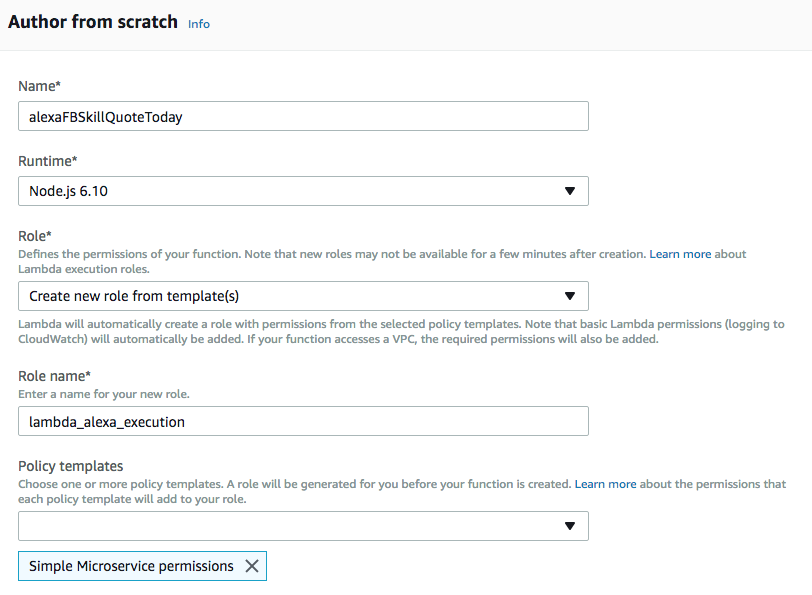 Author from scratch Info
Name*
alexaFBSkillQuoteToday
Runtime*
Node.js 6.10
Role*
Defines the permissions of your function. Note that new roles may not be available for a few minutes after creation. Learn more about
Lambda execution roles.
Create new role from template(s)
Lambda will automatically create a role with permissions from the selected policy templates. Note that basic Lambda permissions (logging to
CloudWatch) will automatically be added. If your function accesses a VPC, the required permissions will also be added.
Role name*
Enter a name for your new role.
lambda_alexa_execution
Policy templates
Choose one or more policy templates. A role will be generated for you before your function is created. Learn more about the permissions that
each policy template will add to your role.
Simple Microservice permissions